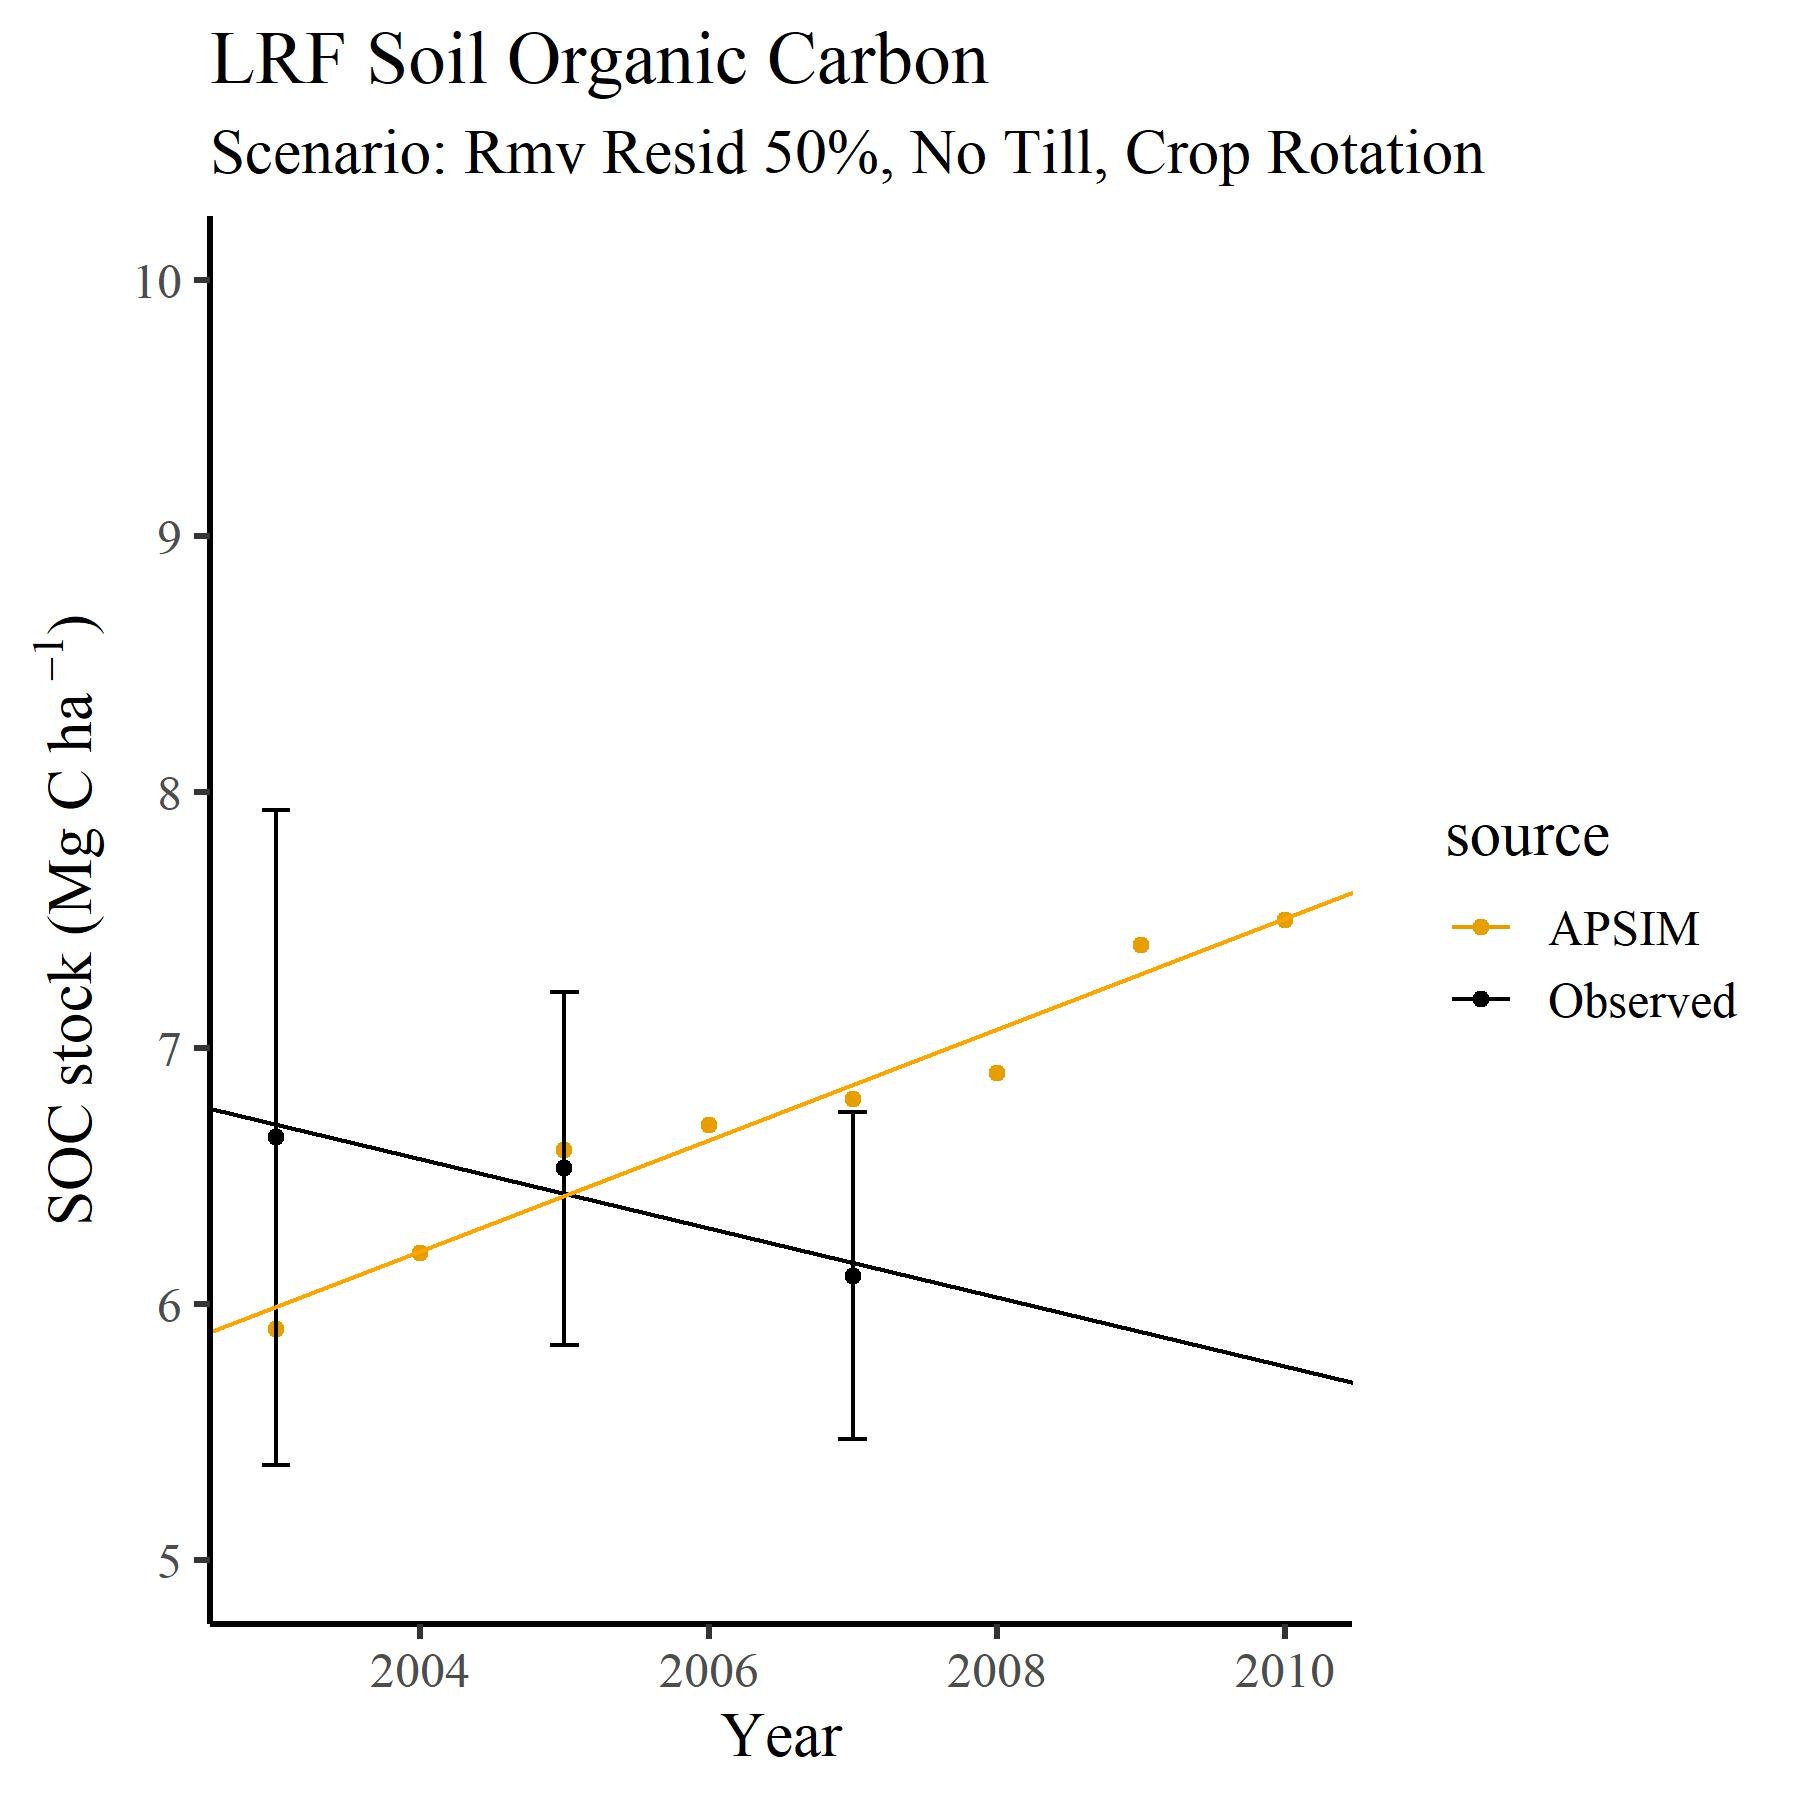 LRF Soil Organic Carbon
Scenario: Rmv Resid 50%, No Till, Crop Rotation
SOC stock (Mg C ha −1)
10
9
8
7
6
5
2004 2006 2008 2010
Year
source
APSIM
Observed